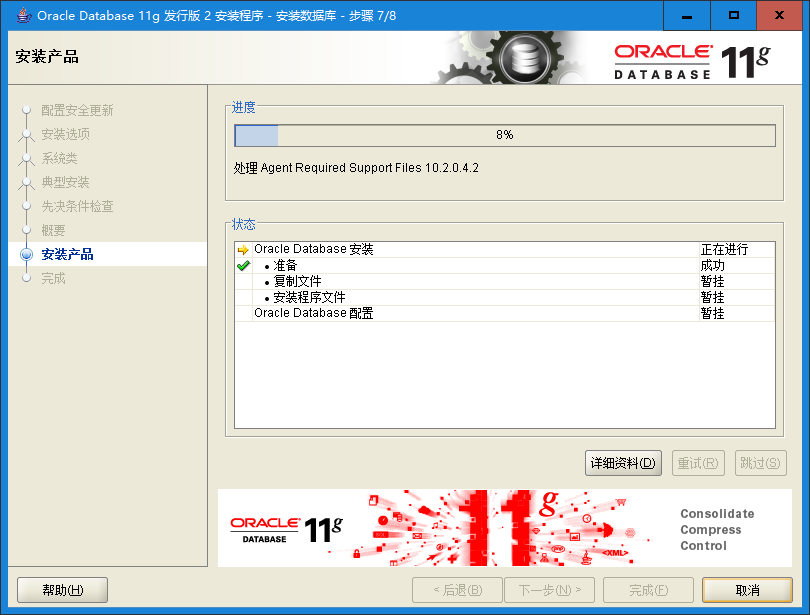 Oracle Database 11g 发行版 2 安装程序 - 安装数据库 - 步骤 7/8
安装产品
ORACLE
DATABASE 11g
配置安全更新
安装选项
系统类
典型安装
先决条件检查
概要
安装产品
完成
进度
8%
处理 Agent Required Support Files 10.2.0.4.2
状态
Oracle Database 安装 正在进行
• 准备 成功
• 复制文件 暂挂
• 安装程序文件 暂挂
Oracle Database 配置 暂挂
详细资料(D) 重试(R) 跳过(S)
ORACLE
DATABASE 11g
11g
<XML>
Consolidate
Compress
Control
帮助(H) < 后退(B) 下一步(N) > 完成(F) 取消